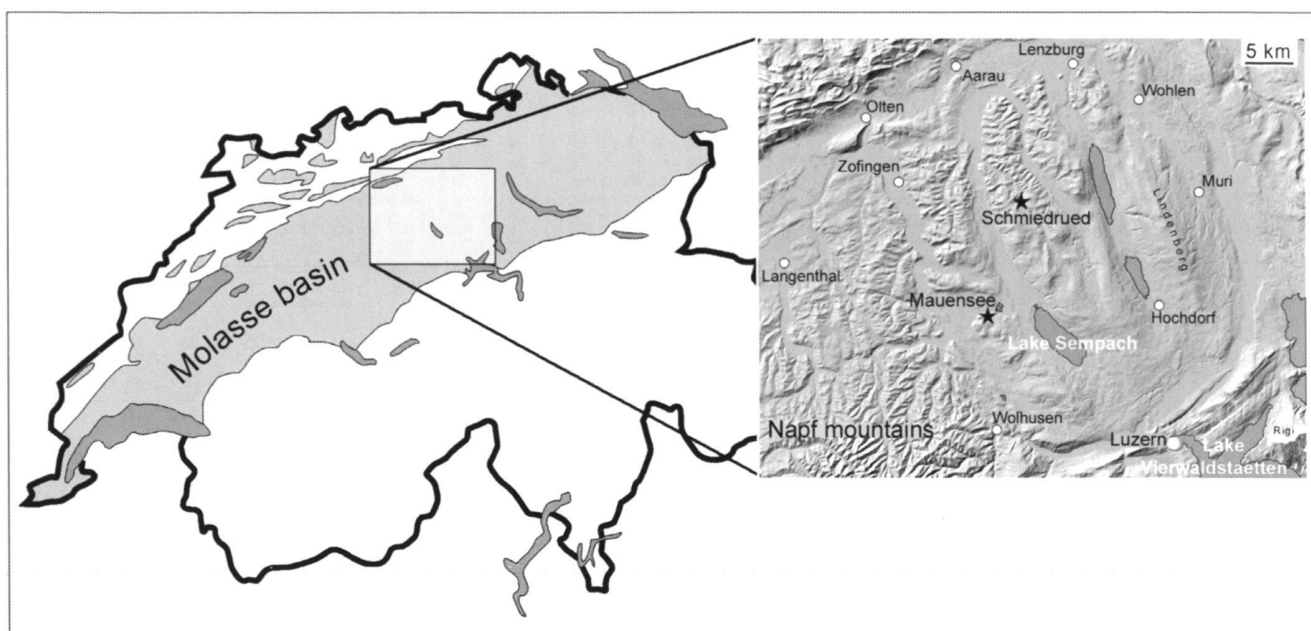 Molasse basin
5 km
Lenzburg
Aarau
Wohlen
Olten
Zofingen
Muri
Lindenberg
Schmiedrued
Langenthal
Mauensee
Hochdorf
Lake Sempach
Wolhusen
Napf mountains
Luzern
Lake
Vierwaldstaetten
Rigi